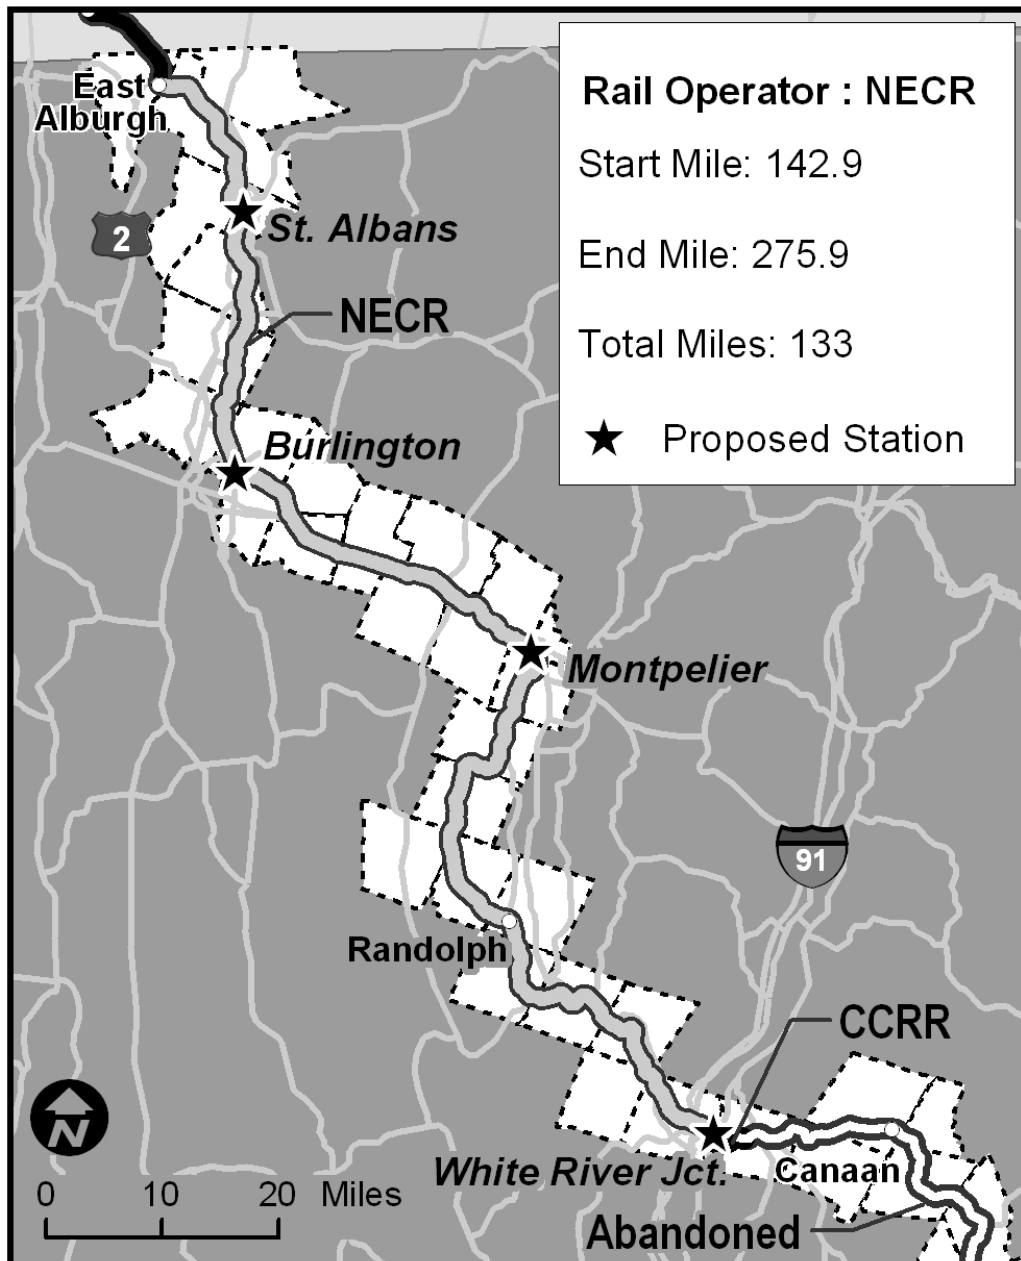 East
Alburgh
Rail Operator : NECR
Start Mile: 142.9
End Mile: 275.9
Total Miles: 133
Proposed Station
2
St. Albans
NECR
Burlington
Montpelier
91
Randolph
CCRR
N
White River Jct.
Canaan
0 10 20 Miles
Abandoned